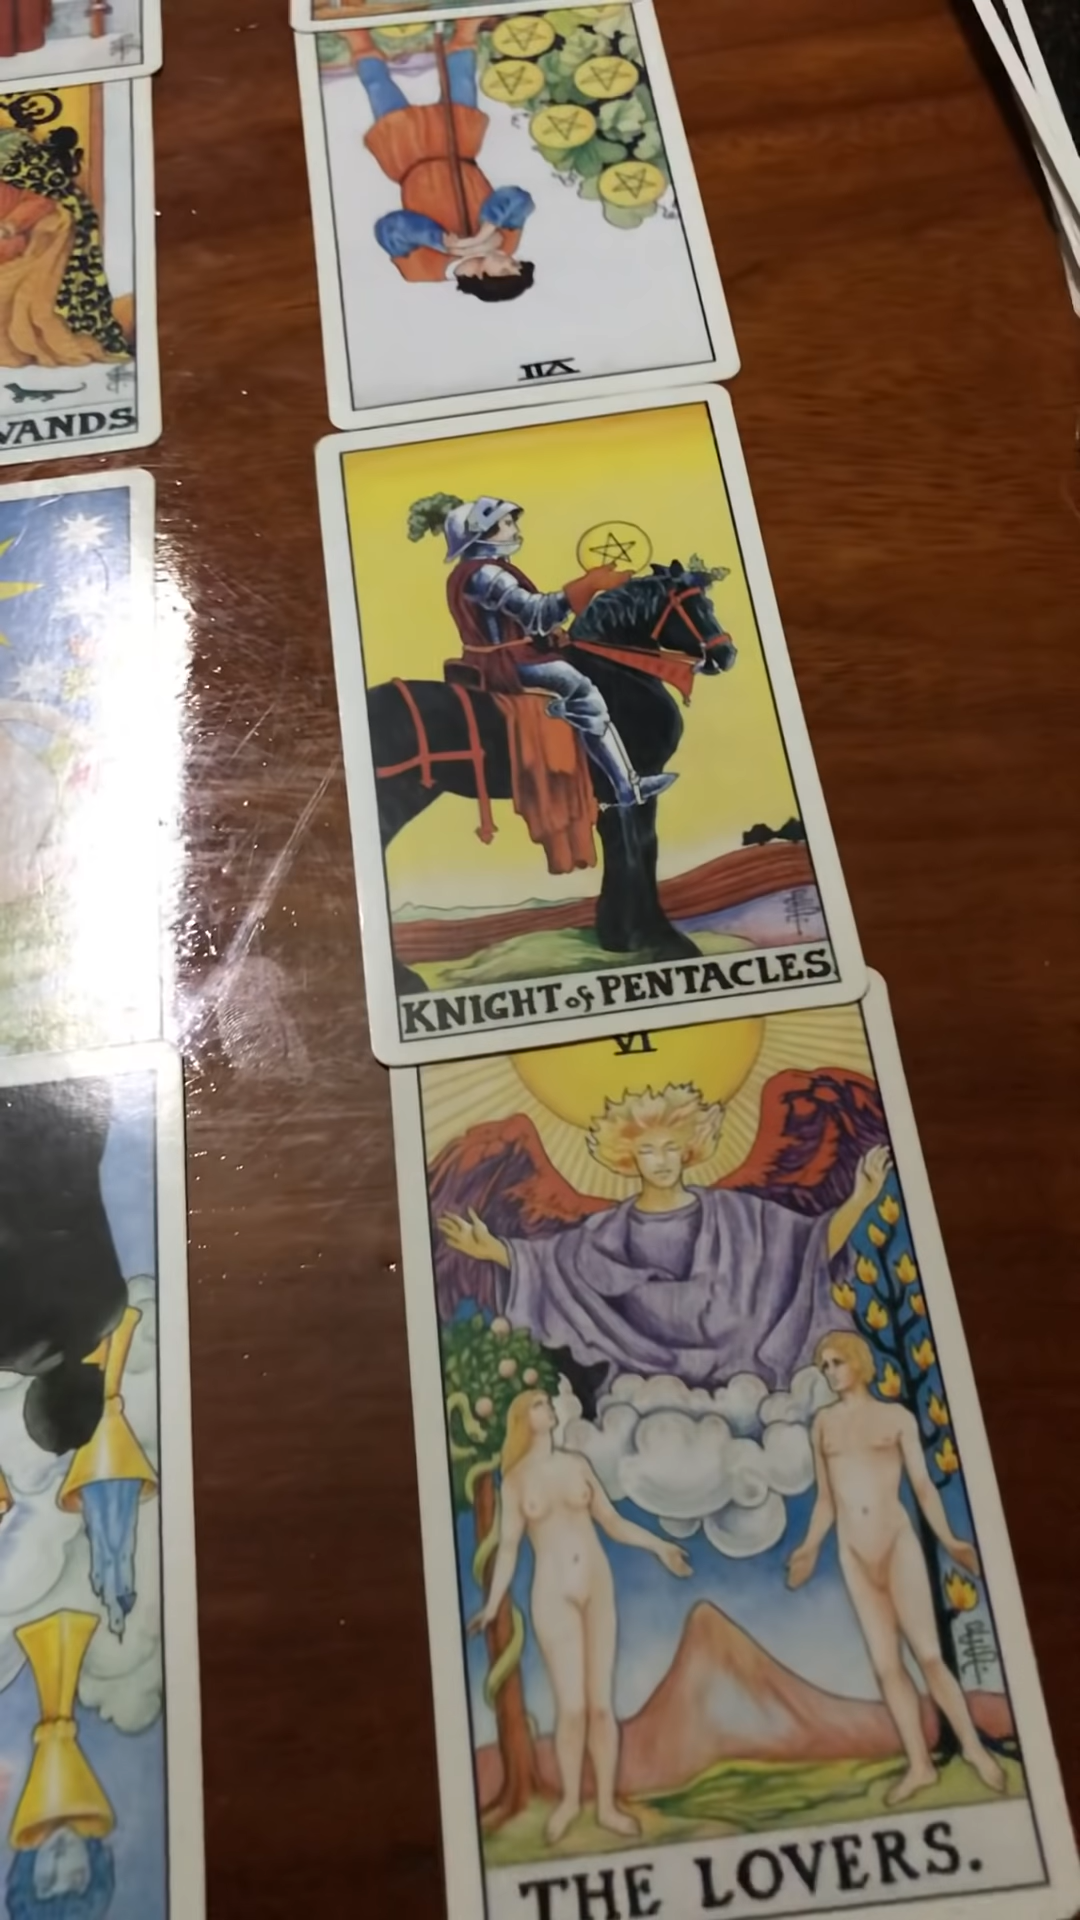 VII
WANDS
KNIGHT of PENTACLES.
VI
THE LOVERS.